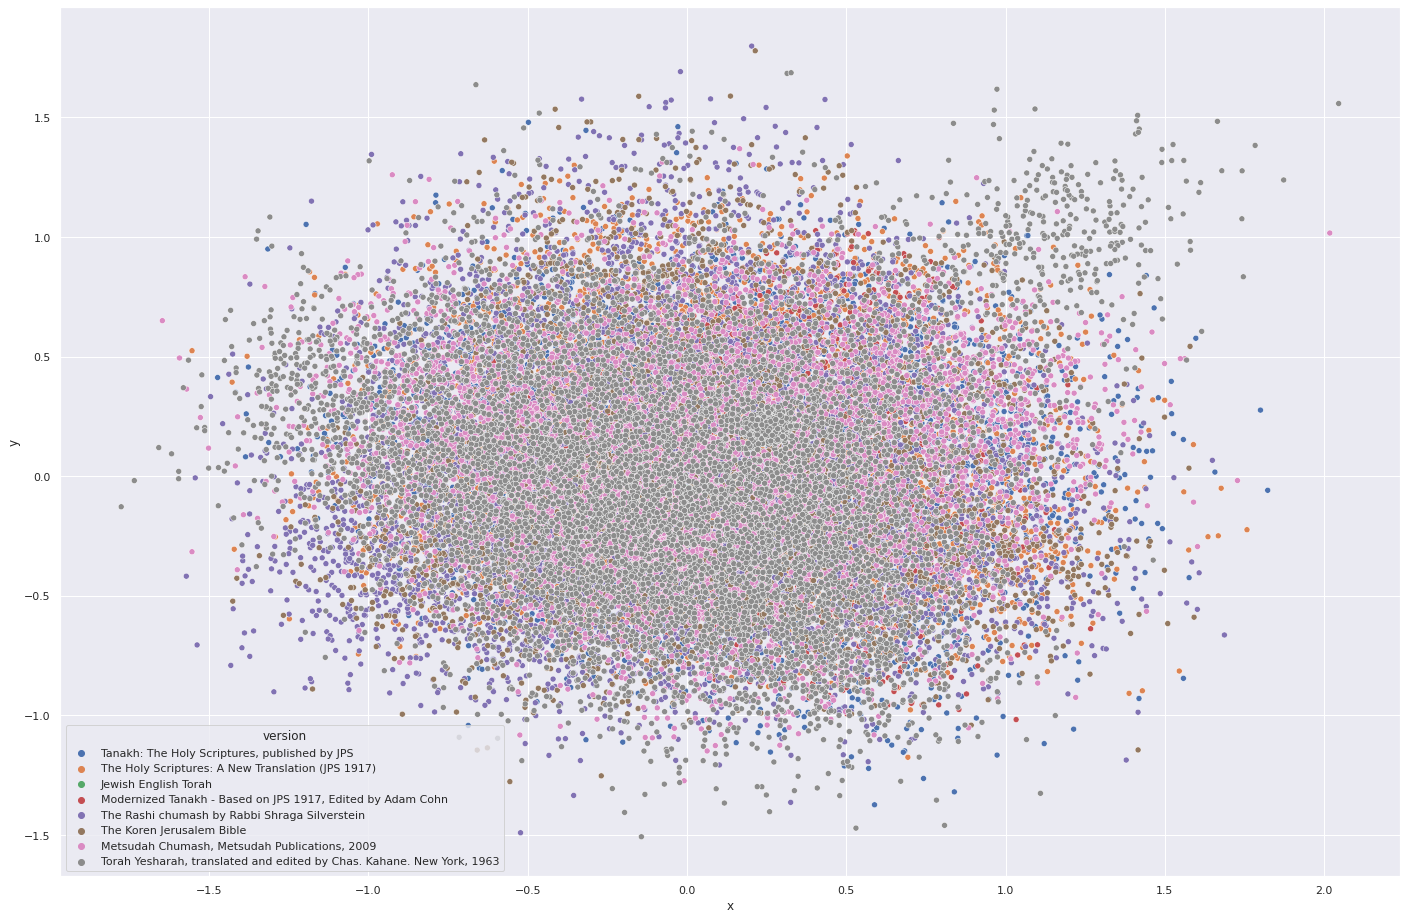 1.5
1.0
0.5
0.0
−0.5
−1.0
−1.5
y
version
Tanakh: The Holy Scriptures, published by JPS
The Holy Scriptures: A New Translation (JPS 1917)
Jewish English Torah
Modernized Tanakh - Based on JPS 1917, Edited by Adam Cohn
The Rashi chumash by Rabbi Shraga Silverstein
The Koren Jerusalem Bible
Metsudah Chumash, Metsudah Publications, 2009
Torah Yesharah, translated and edited by Chas. Kahane. New York, 1963
−1.5 −1.0 −0.5 0.0 0.5 1.0 1.5 2.0
x